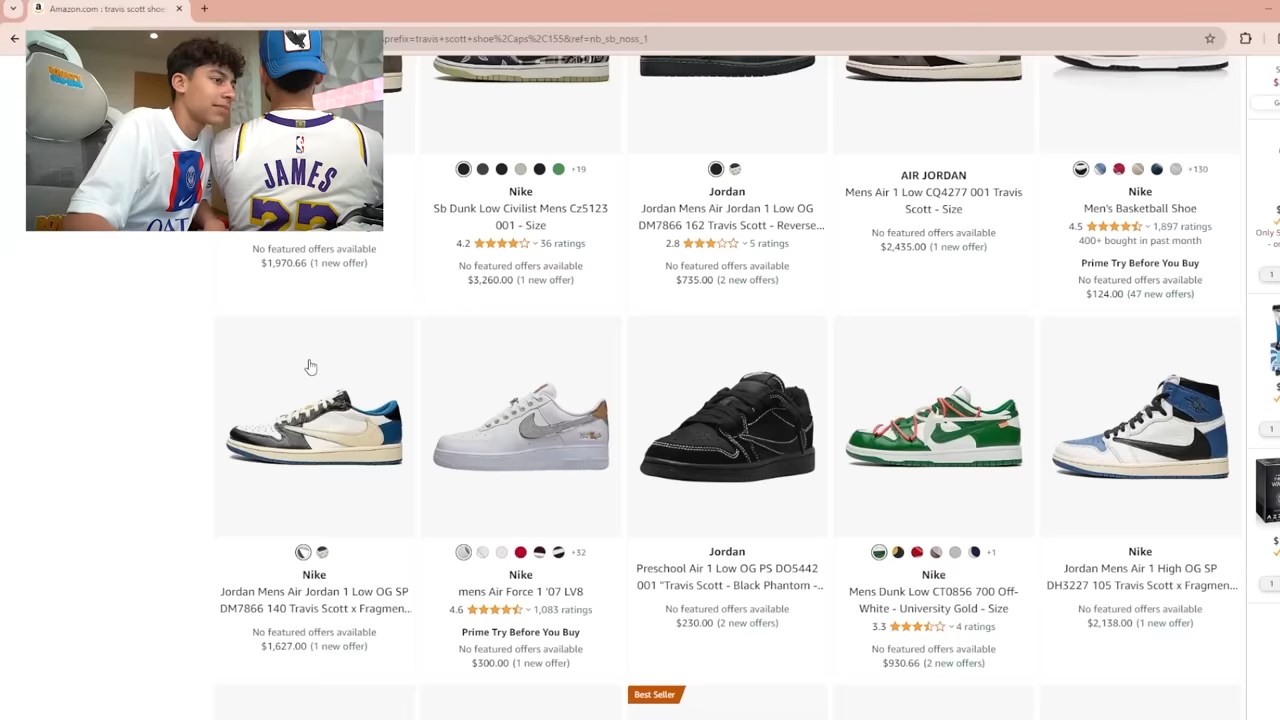 Amazon.com : travis scott shoe
sprefix=travis+scott+shoe%2Caps%2C155&ref=nb_sb_noss_1
JAMES
No featured offers available
$1,970.66 (1 new offer)
+19
Nike
Sb Dunk Low Civilist Mens Cz5123
001 - Size
4.2 36 ratings
No featured offers available
$3,260.00 (1 new offer)
Jordan
Jordan Mens Air Jordan 1 Low OG
DM7866 162 Travis Scott - Reverse...
2.8 5 ratings
No featured offers available
$735.00 (2 new offers)
AIR JORDAN
Mens Air 1 Low CQ4277 001 Travis
Scott - Size
No featured offers available
$2,435.00 (1 new offer)
+130
Nike
Men's Basketball Shoe
4.5 1,897 ratings
400+ bought in past month
Prime Try Before You Buy
No featured offers available
$124.00 (47 new offers)
Only 5
1
1
1
Nike
Jordan Mens Air Jordan 1 Low OG SP
DM7866 140 Travis Scott x Fragmen...
No featured offers available
$1,627.00 (1 new offer)
+32
Nike
mens Air Force 1 '07 LV8
4.6 1,083 ratings
Prime Try Before You Buy
No featured offers available
$300.00 (1 new offer)
Jordan
Preschool Air 1 Low OG PS DO5442
001 "Travis Scott - Black Phantom -...
No featured offers available
$230.00 (2 new offers)
+1
Nike
Mens Dunk Low CT0856 700 Off-
White - University Gold - Size
3.3 4 ratings
No featured offers available
$930.66 (2 new offers)
Nike
Jordan Mens Air 1 High OG SP
DH3227 105 Travis Scott x Fragmen...
No featured offers available
$2,138.00 (1 new offer)
Best Seller